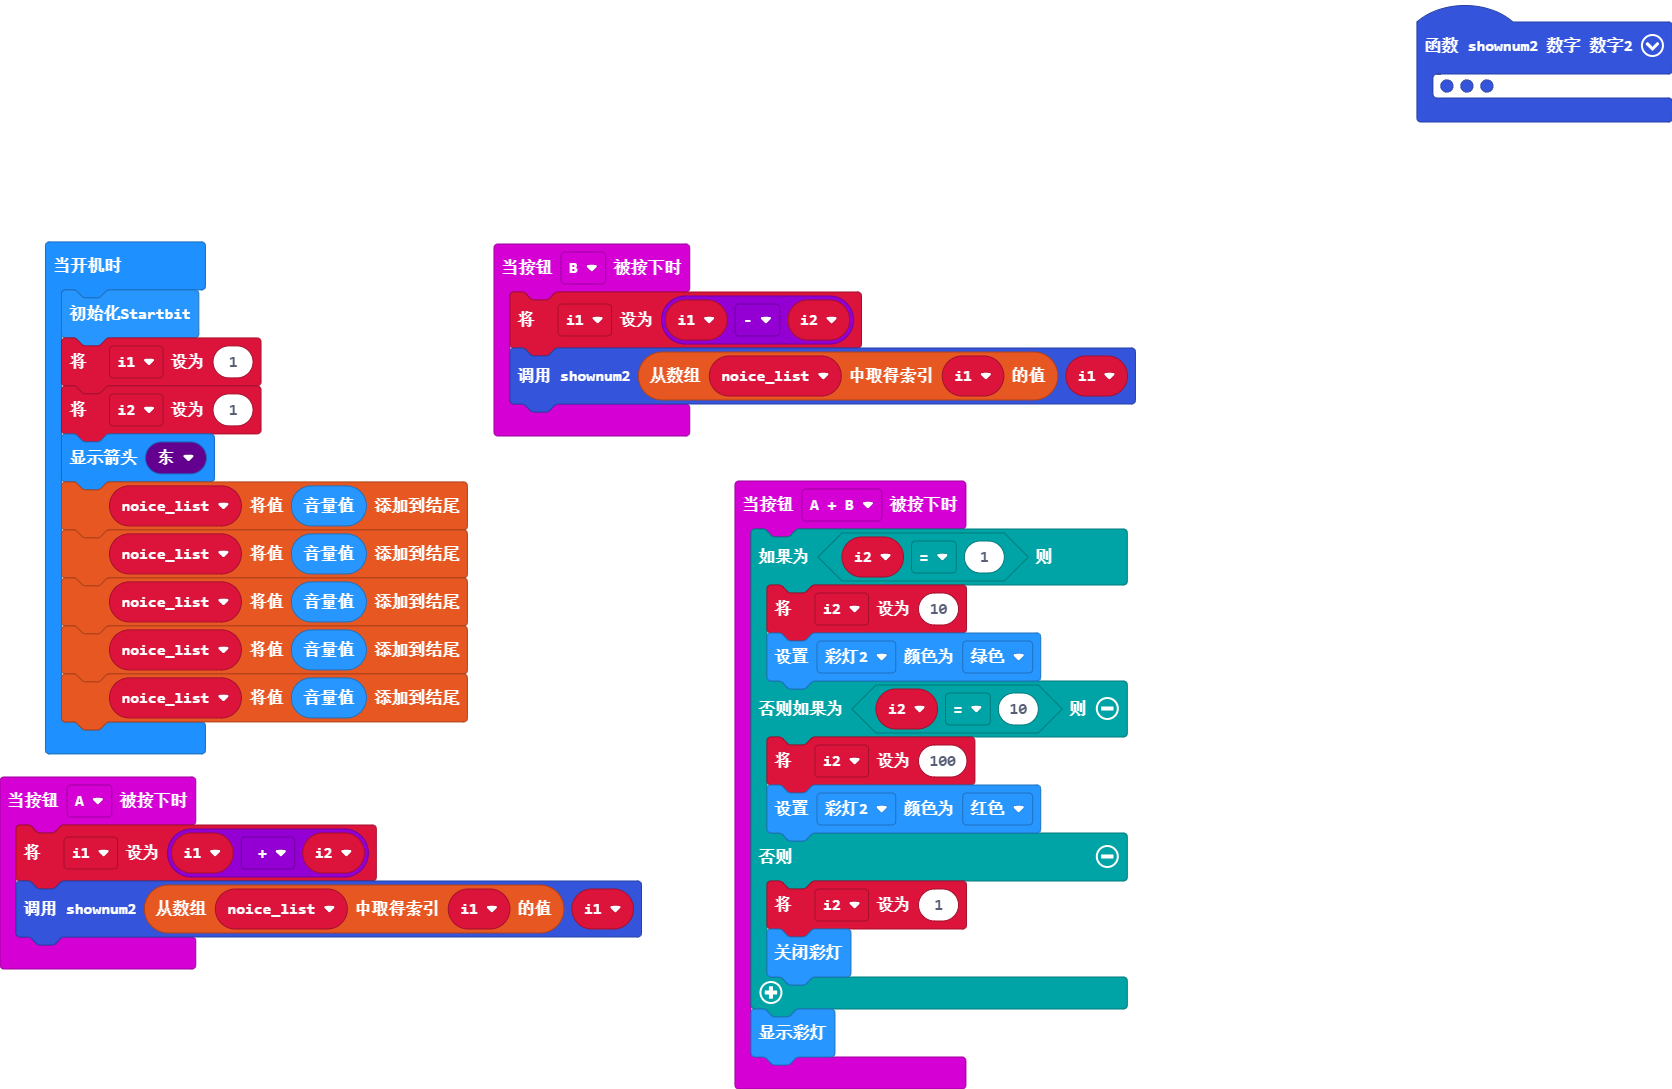 函数 shownum2 数字 数字2
当开机时
初始化Startbit
将 i1 设为 1
将 i2 设为 1
显示箭头 东
noice_list 将值 音量值 添加到结尾
noice_list 将值 音量值 添加到结尾
noice_list 将值 音量值 添加到结尾
noice_list 将值 音量值 添加到结尾
noice_list 将值 音量值 添加到结尾
当按钮 B 被按下时
将 i1 设为 i1 - i2
调用 shownum2 从数组 noice_list 中取得索引 i1 的值 i1
当按钮 A + B 被按下时
如果为 i2 = 1 则
将 i2 设为 10
设置 彩灯2 颜色为 绿色
否则如果为 i2 = 10 则
将 i2 设为 100
设置 彩灯2 颜色为 红色
否则
将 i2 设为 1
关闭彩灯
显示彩灯
当按钮 A 被按下时
将 i1 设为 i1 + i2
调用 shownum2 从数组 noice_list 中取得索引 i1 的值 i1